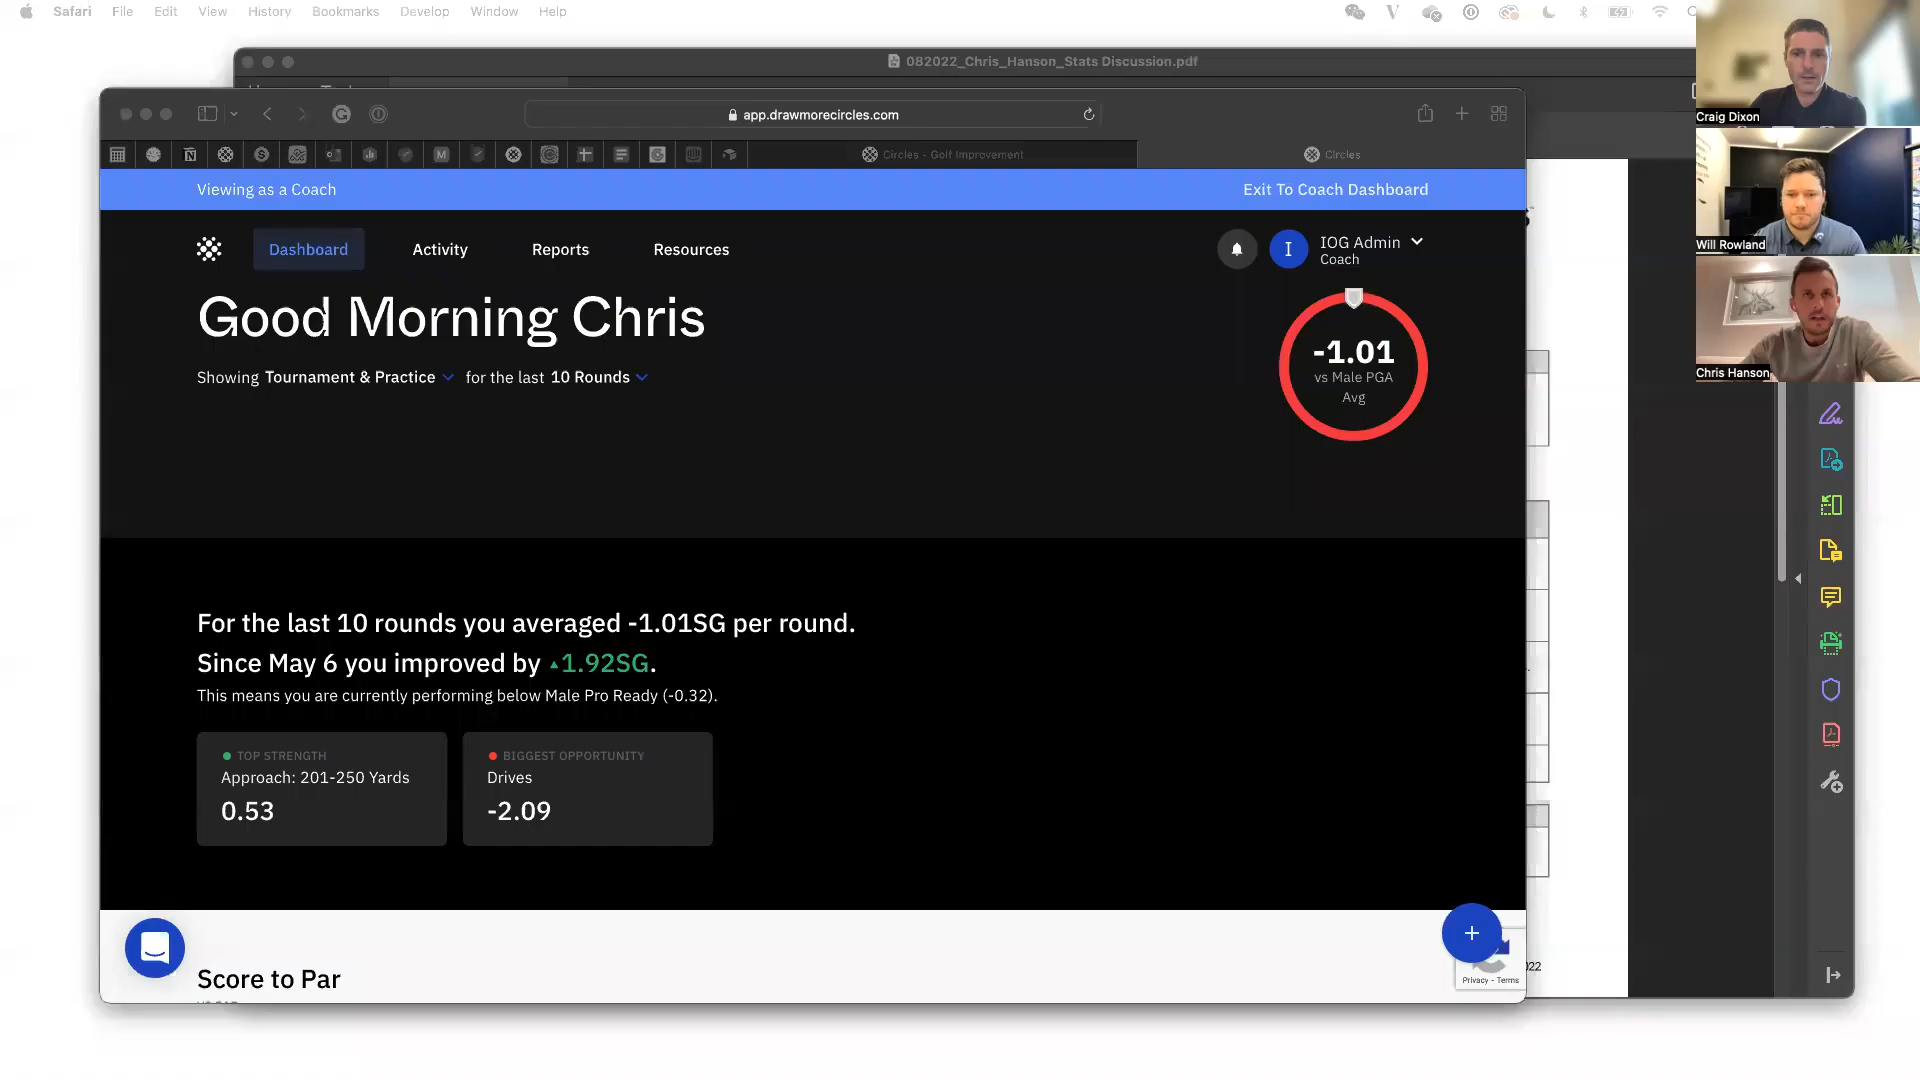 Safari File Edit View History Bookmarks Develop Window Help
082022_Chris_Hanson_Stats Discussion.pdf
app.drawmorecircles.com
Circles - Golf Improvement
Circles
Viewing as a Coach
Exit To Coach Dashboard
Dashboard
Activity
Reports
Resources
I
IOG Admin
Coach
Good Morning Chris
Showing Tournament & Practice for the last 10 Rounds
-1.01
vs Male PGA
Avg
For the last 10 rounds you averaged -1.01SG per round.
Since May 6 you improved by ▲1.92SG.
This means you are currently performing below Male Pro Ready (-0.32).
TOP STRENGTH
Approach: 201-250 Yards
0.53
BIGGEST OPPORTUNITY
Drives
-2.09
Score to Par
+
Privacy - Terms
Craig Dixon
Will Rowland
Chris Hanson